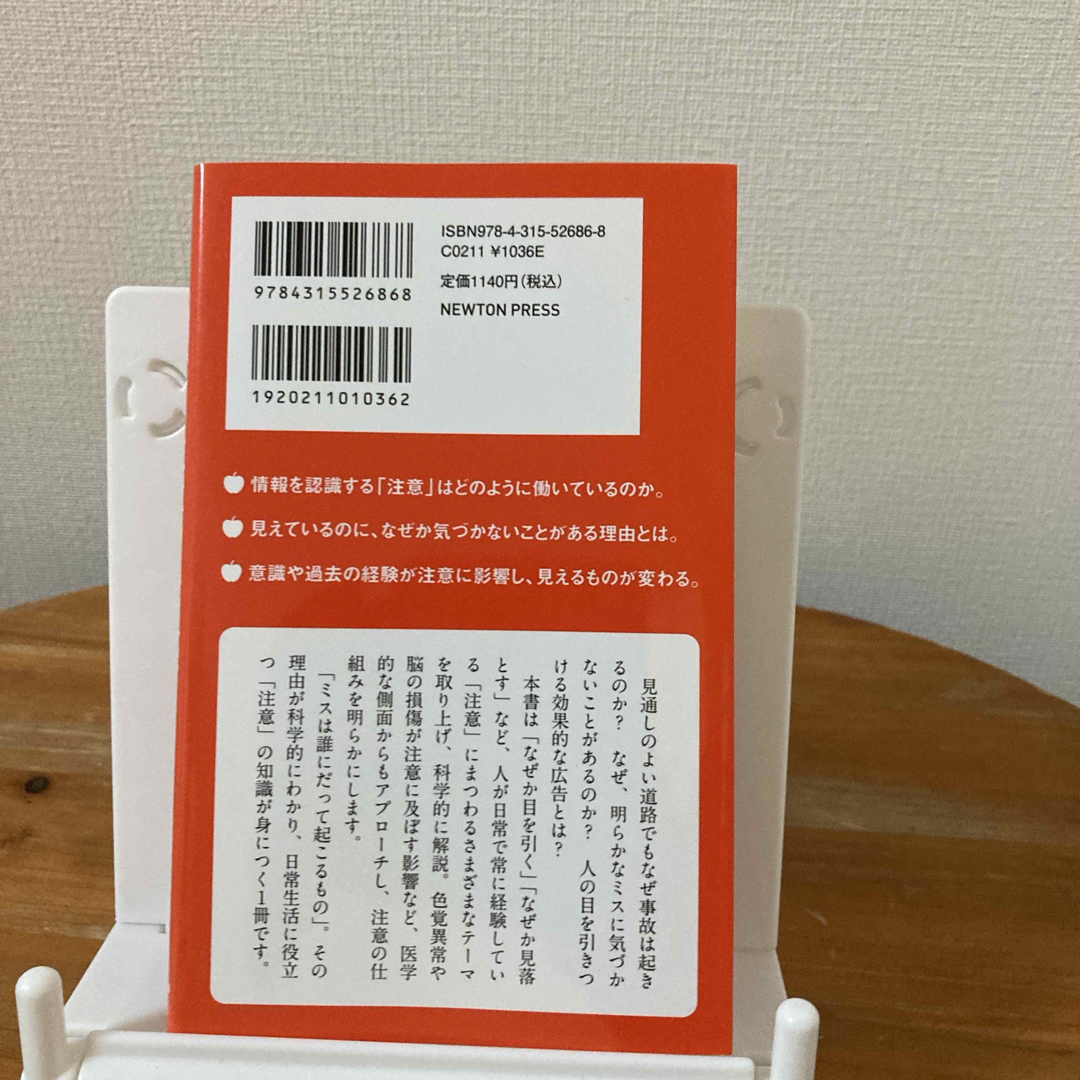 ISBN978-4-315-52686-8
C0211 ¥1036E
定価1140円(税込)
NEWTON PRESS
9784315526868
1920211010362
情報を認識する「注意」はどのように働いているのか。
見えているのに、なぜか気づかないことがある理由とは。
意識や過去の経験が注意に影響し、見えるものが変わる。
見通しのよい道路でもなぜ事故は起き
るのか? なぜ、明らかなミスに気づか
ないことがあるのか? 人の目を引きつ
ける効果的な広告とは?
本書は「なぜか目を引く」「なぜか見落
とす」など、人が日常で常に経験してい
る「注意」にまつわるさまざまなテーマ
を取り上げ、科学的に解説。色覚異常や
脳の損傷が注意に及ぼす影響など、医学
的な側面からもアプローチし、注意の仕
組みを明らかにします。
「ミスは誰にだって起こるもの」。その
理由が科学的にわかり、日常生活に役立
つ「注意」の知識が身につく1冊です。